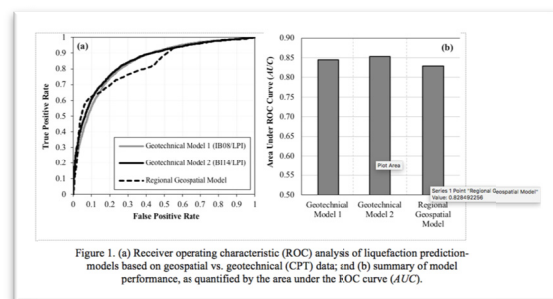 (a)
True Positive Rate
1
0.9
0.8
0.7
0.6
0.5
0.4
0.3
0.2
0.1
0
Geotechnical Model 1 (IB08/LPI)
Geotechnical Model 2 (BI14/LPI)
Regional Geospatial Model
0 0.1 0.2 0.3 0.4 0.5 0.6 0.7 0.8 0.9 1
False Positive Rate
(b)
Area Under ROC Curve (AUC)
0.90
0.85
0.80
0.75
0.70
0.65
0.60
0.55
0.50
Plot Area
Series 1 Point "Regional Geospatial Model"
Value: 0.828492256
Geotechnical
Model 1
Geotechnical
Model 2
Regional
Geospatial
Model
Figure 1. (a) Receiver operating characteristic (ROC) analysis of liquefaction prediction-
models based on geospatial vs. geotechnical (CPT) data; and (b) summary of model
performance, as quantified by the area under the ROC curve (AUC).